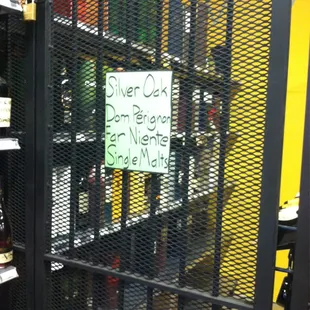 Silver Oak
Dom Pérignon
Far Niente
Single Malts